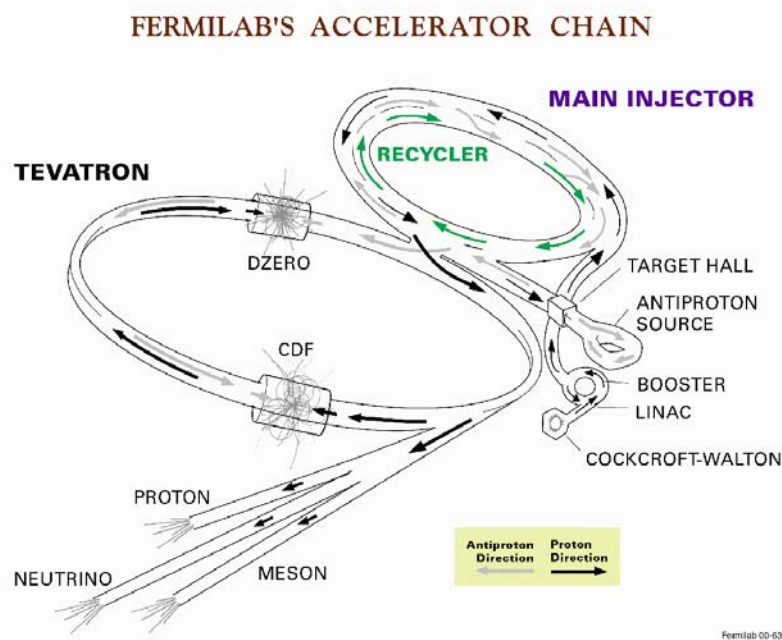 FERMILAB'S ACCELERATOR CHAIN
MAIN INJECTOR
RECYCLER
TEVATRON
DZERO
TARGET HALL
ANTIPROTON
SOURCE
CDF
BOOSTER
LINAC
COCKCROFT-WALTON
PROTON
NEUTRINO
MESON
Antiproton Proton
Direction Direction